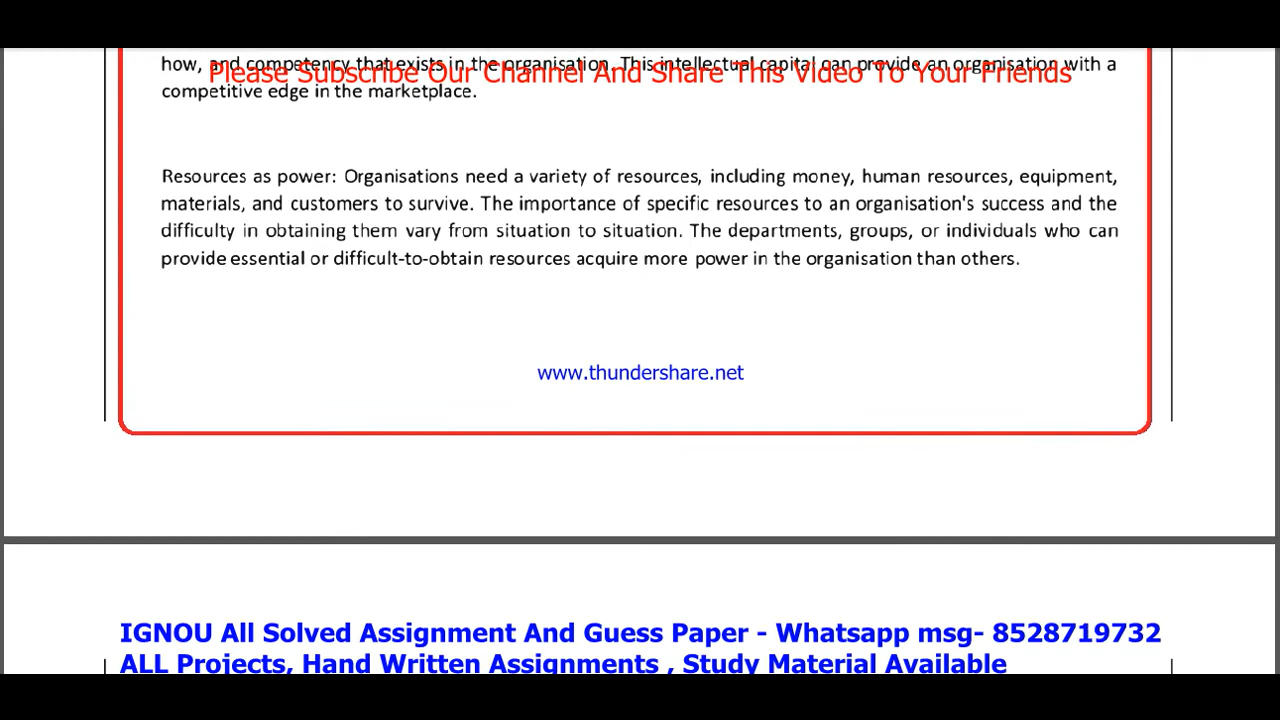 how, and competency that exists in the organisation. This intellectual capital can provide an organisation with a
Please Subscribe Our Channel And Share This Video To Your Friends
competitive edge in the marketplace.
Resources as power: Organisations need a variety of resources, including money, human resources, equipment,
materials, and customers to survive. The importance of specific resources to an organisation's success and the
difficulty in obtaining them vary from situation to situation. The departments, groups, or individuals who can
provide essential or difficult-to-obtain resources acquire more power in the organisation than others.
www.thundershare.net
IGNOU All Solved Assignment And Guess Paper - Whatsapp msg- 8528719732
ALL Projects, Hand Written Assignments , Study Material Available